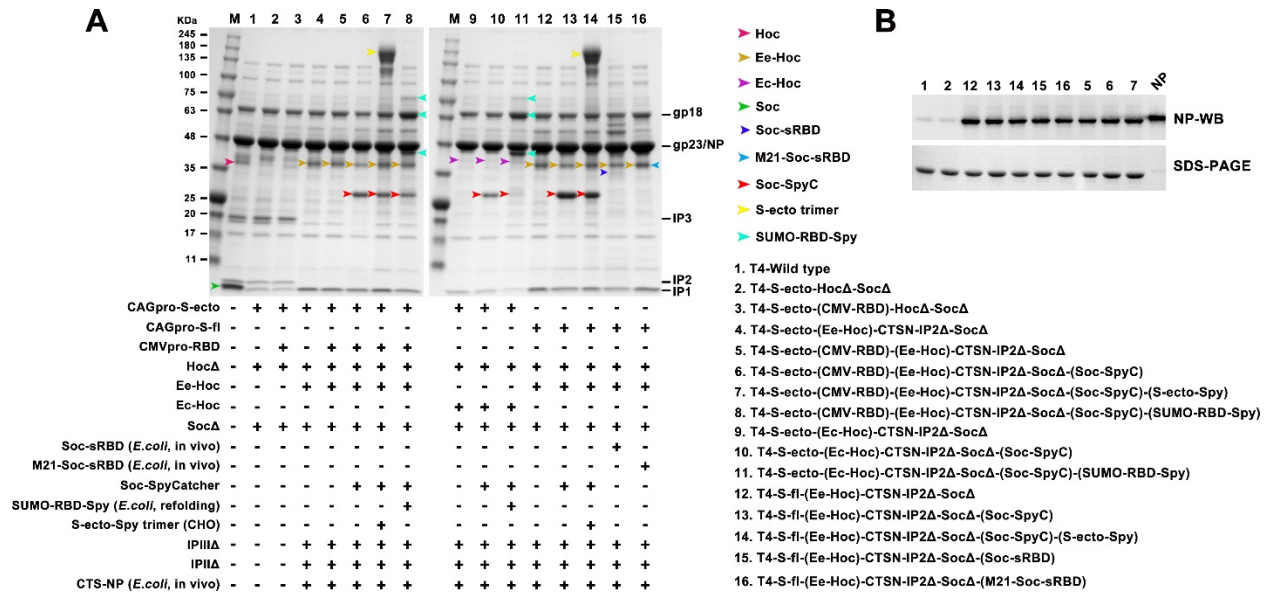 A
KDa M 1 2 3 4 5 6 7 8 M 9 10 11 12 13 14 15 16
245
180
135
100
75
63
48
35
25
20
17
11
gp18
gp23/NP
IP3
IP2
IP1
Hoc
Ee-Hoc
Ec-Hoc
Soc
Soc-sRBD
M21-Soc-sRBD
Soc-SpyC
S-ecto trimer
SUMO-RBD-Spy
CAGpro-S-ecto - + + + + + + + + + + - - - - -
CAGpro-S-fl - - - - - - - - - - - + + + + +
CMVpro-RBD - - + - + + + + - - - - - - - -
HocΔ - + + + + + + + + + + + + + + +
Ee-Hoc - - - + + + + + - - - + + + + +
Ec-Hoc - - - - - - - - + + + - - - - -
SocΔ - + + + + + + + + + + + + + + +
Soc-sRBD (E.coli, in vivo) - - - - - - - - - - - - - - + -
M21-Soc-sRBD (E.coli, in vivo) - - - - - - - - - - - - - - - +
Soc-SpyCatcher - - - - - + + + - + + - + + - -
SUMO-RBD-Spy (E.coli, refolding) - - - - - - - + - - + - - - - -
S-ecto-Spy trimer (CHO) - - - - - - + - - - - - - + - -
IPIIIΔ - - - + + + + + + + + + + + + +
IPIIΔ - - - + + + + + + + + + + + + +
CTS-NP (E.coli, in vivo) - - - + + + + + + + + + + + + +
B
1 2 12 13 14 15 16 5 6 7 NP
NP-WB
SDS-PAGE
1. T4-Wild type
2. T4-S-ecto-HocΔ-SocΔ
3. T4-S-ecto-(CMV-RBD)-HocΔ-SocΔ
4. T4-S-ecto-(Ee-Hoc)-CTSN-IP2Δ-SocΔ
5. T4-S-ecto-(CMV-RBD)-(Ee-Hoc)-CTSN-IP2Δ-SocΔ
6. T4-S-ecto-(CMV-RBD)-(Ee-Hoc)-CTSN-IP2Δ-SocΔ-(Soc-SpyC)
7. T4-S-ecto-(CMV-RBD)-(Ee-Hoc)-CTSN-IP2Δ-SocΔ-(Soc-SpyC)-(S-ecto-Spy)
8. T4-S-ecto-(CMV-RBD)-(Ee-Hoc)-CTSN-IP2Δ-SocΔ-(Soc-SpyC)-(SUMO-RBD-Spy)
9. T4-S-ecto-(Ec-Hoc)-CTSN-IP2Δ-SocΔ
10. T4-S-ecto-(Ec-Hoc)-CTSN-IP2Δ-SocΔ-(Soc-SpyC)
11. T4-S-ecto-(Ec-Hoc)-CTSN-IP2Δ-SocΔ-(Soc-SpyC)-(SUMO-RBD-Spy)
12. T4-S-fl-(Ee-Hoc)-CTSN-IP2Δ-SocΔ
13. T4-S-fl-(Ee-Hoc)-CTSN-IP2Δ-SocΔ-(Soc-SpyC)
14. T4-S-fl-(Ee-Hoc)-CTSN-IP2Δ-SocΔ-(Soc-SpyC)-(S-ecto-Spy)
15. T4-S-fl-(Ee-Hoc)-CTSN-IP2Δ-SocΔ-(Soc-sRBD)
16. T4-S-fl-(Ee-Hoc)-CTSN-IP2Δ-SocΔ-(M21-Soc-sRBD)